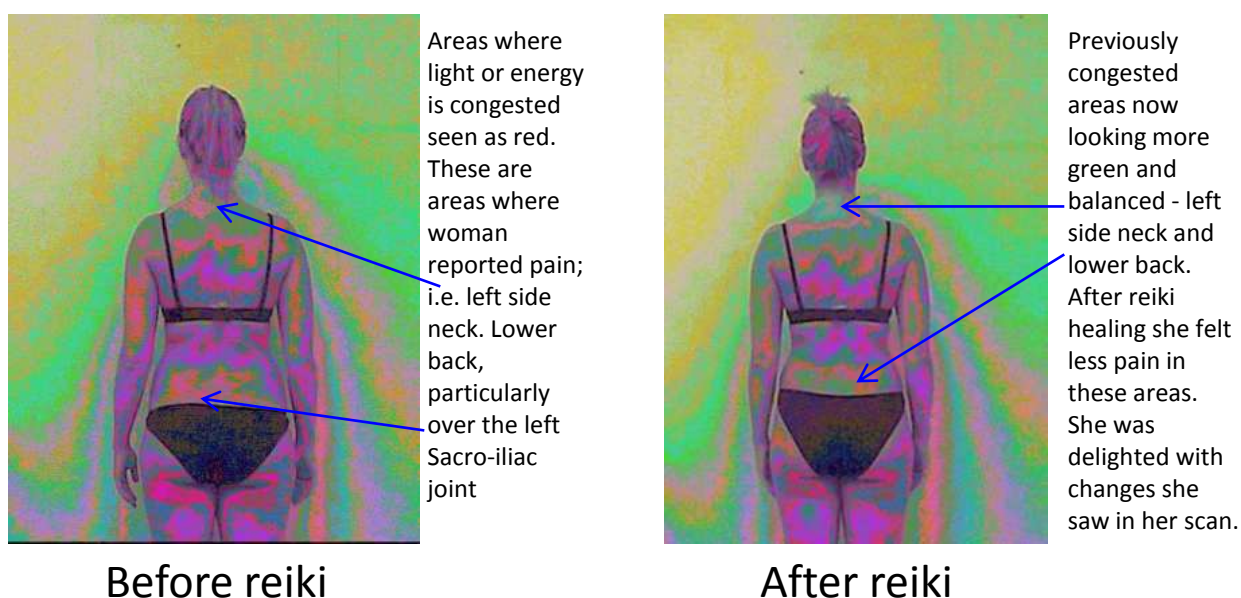 Areas where
light or energy
is congested
seen as red.
These are
areas where
woman
reported pain;
i.e. left side
neck. Lower
back,
particularly
over the left
Sacro-iliac
joint
Before reiki
Previously
congested
areas now
looking more
green and
balanced - left
side neck and
lower back.
After reiki
healing she felt
less pain in
these areas.
She was
delighted with
changes she
saw in her scan.
After reiki